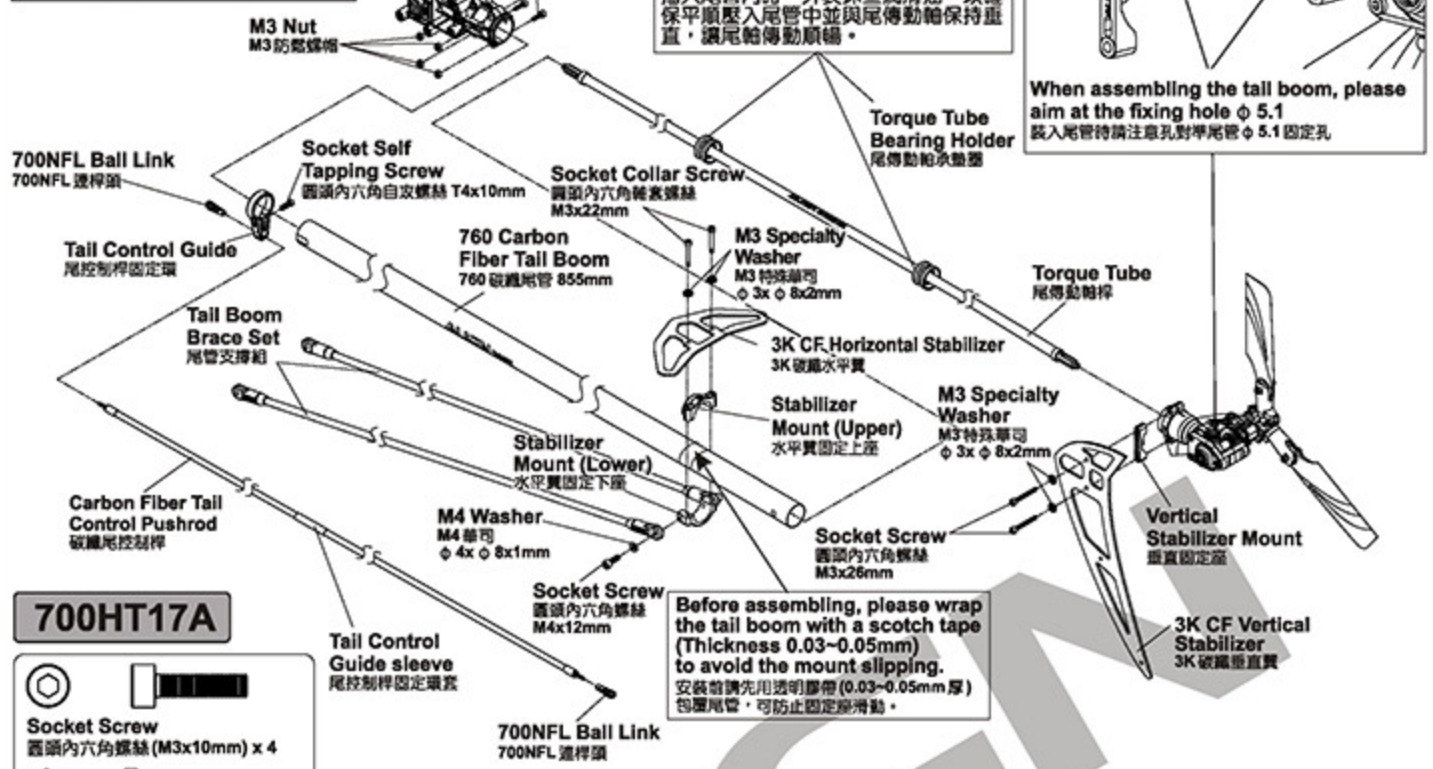 M3 Nut
M3 防鬆螺帽
保平順壓入尾管中並與尾傳動軸保持垂
直，讓尾軸傳動順暢。
When assembling the tail boom, please
aim at the fixing hole ϕ 5.1
裝入尾管時請注意孔對準尾管 ϕ 5.1 固定孔
Torque Tube
Bearing Holder
尾傳動軸承墊圈
700NFL Ball Link
700NFL 連桿頭
Socket Self
Tapping Screw
圓頭內六角自攻螺絲 T4x10mm
Socket Collar Screw
圓頭內六角軸套螺絲
M3x22mm
Tail Control Guide
尾控制桿固定環
760 Carbon
Fiber Tail Boom
760 碳纖尾管 855mm
M3 Specialty
Washer
M3 特殊華司
ϕ 3x ϕ 8x2mm
Torque Tube
尾傳動軸桿
Tail Boom
Brace Set
尾管支撐組
3K CF Horizontal Stabilizer
3K 碳纖水平翼
Stabilizer
Mount (Upper)
水平翼固定上座
M3 Specialty
Washer
M3 特殊華司
ϕ 3x ϕ 8x2mm
Stabilizer
Mount (Lower)
水平翼固定下座
Carbon Fiber Tail
Control Pushrod
碳纖尾控制桿
M4 Washer
M4 華司
ϕ 4x ϕ 8x1mm
Socket Screw
圓頭內六角螺絲
M3x26mm
Vertical
Stabilizer Mount
垂直固定座
Socket Screw
圓頭內六角螺絲
M4x12mm
Before assembling, please wrap
the tail boom with a scotch tape
(Thickness 0.03~0.05mm)
to avoid the mount slipping.
安裝前請先用透明膠帶(0.03~0.05mm 厚)
包覆尾管，可防止固定座滑動。
3K CF Vertical
Stabilizer
3K 碳纖垂直翼
700HT17A
Tail Control
Guide sleeve
尾控制桿固定環套
700NFL Ball Link
700NFL 連桿頭
Socket Screw
圓頭內六角螺絲(M3x10mm) x 4